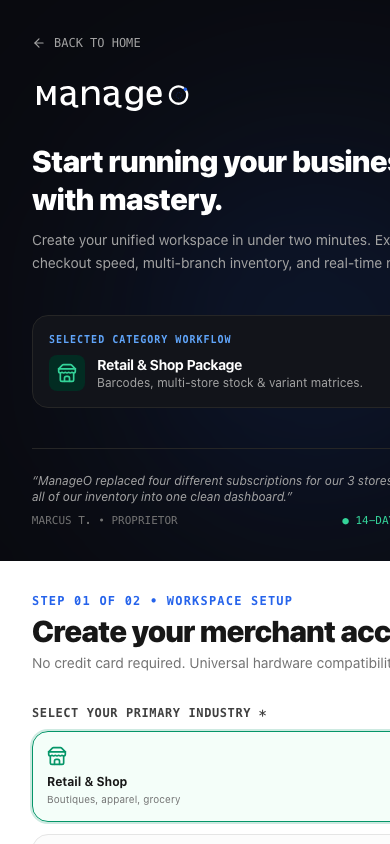 ← BACK TO HOME
ManageO
Start running your busines
with mastery.
Create your unified workspace in under two minutes. Ex
checkout speed, multi-branch inventory, and real-time
SELECTED CATEGORY WORKFLOW
Retail & Shop Package
Barcodes, multi-store stock & variant matrices.
“ManageO replaced four different subscriptions for our 3 stores
all of our inventory into one clean dashboard.”
MARCUS T. • PROPRIETOR
● 14-DA
STEP 01 OF 02 • WORKSPACE SETUP
Create your merchant acc
No credit card required. Universal hardware compatibilit
SELECT YOUR PRIMARY INDUSTRY *
Retail & Shop
Boutiques, apparel, grocery